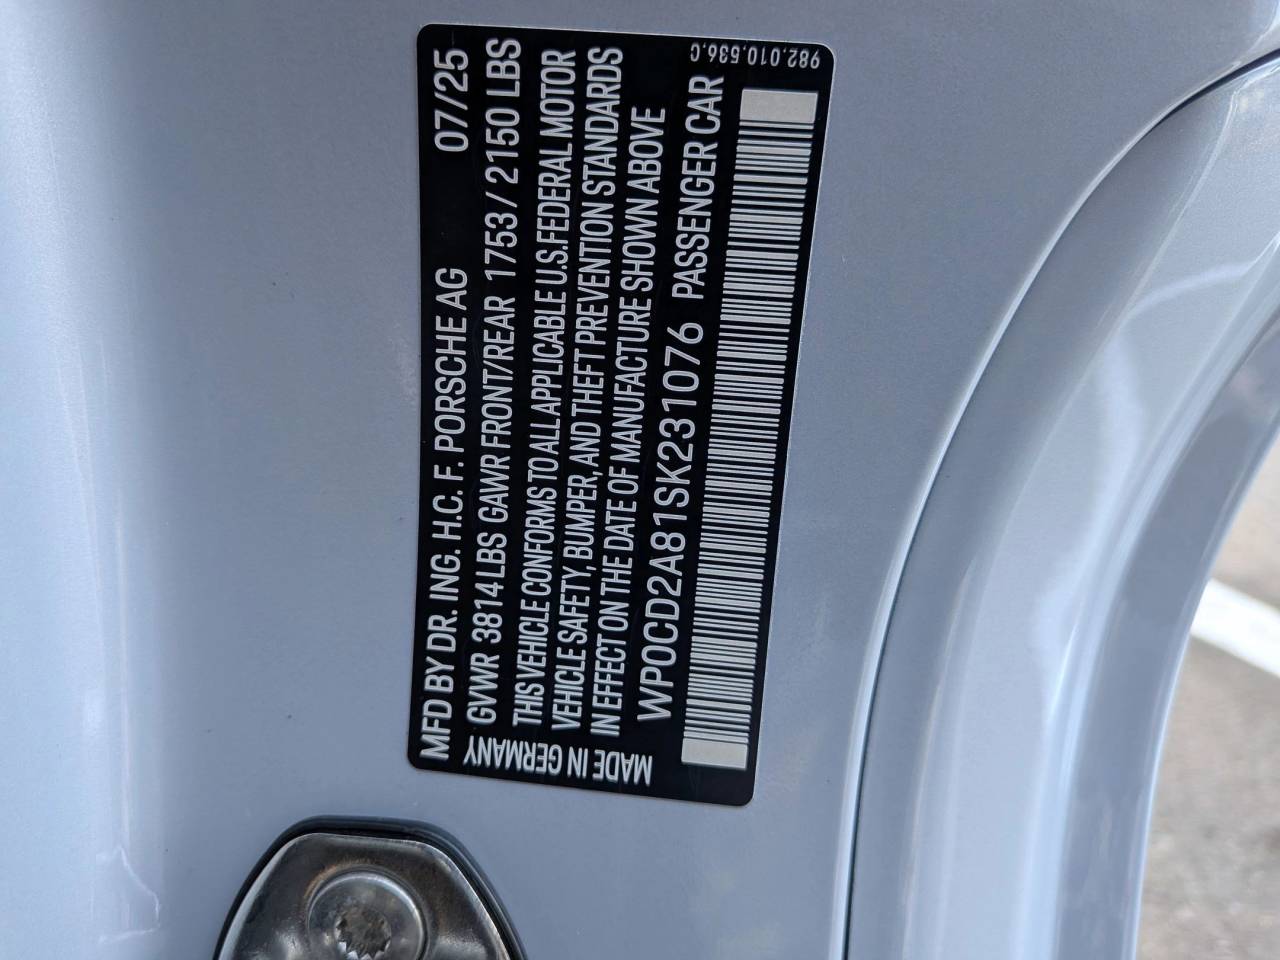 MFD BY DR. ING. H.C. F. PORSCHE AG 07/25
GVWR 3814 LBS GAWR FRONT/REAR 1753 / 2150 LBS
THIS VEHICLE CONFORMS TO ALL APPLICABLE U.S. FEDERAL MOTOR
VEHICLE SAFETY, BUMPER, AND THEFT PREVENTION STANDARDS
IN EFFECT ON THE DATE OF MANUFACTURE SHOWN ABOVE
WP0CD2A81SK231076 PASSENGER CAR
MADE IN GERMANY
982.010.536.C